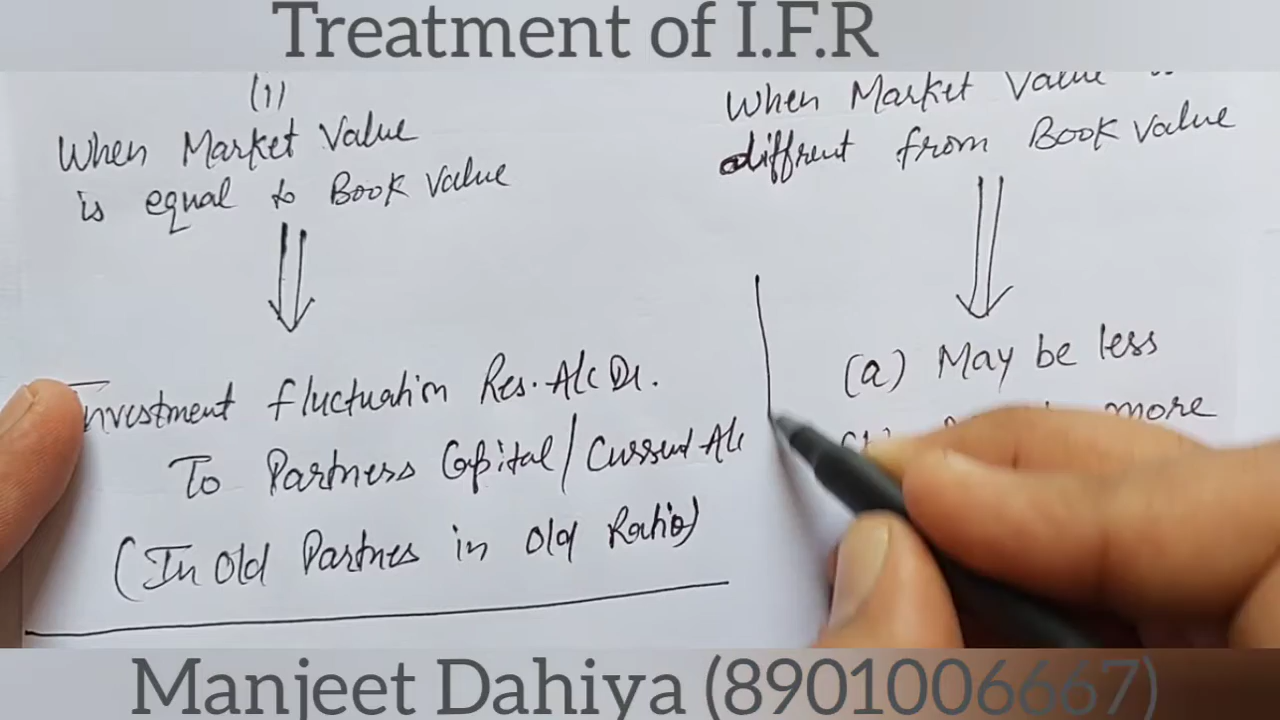 Treatment of I.F.R
(1)
When Market Value
is equal to Book Value
Investment fluctuation Res. A/c Dr.
To Partners Capital/Current A/c
(In Old Partners in Old Ratio)
When Market Value
different from Book Value
(a) May be less
more
Manjeet Dahiya (8901006667)